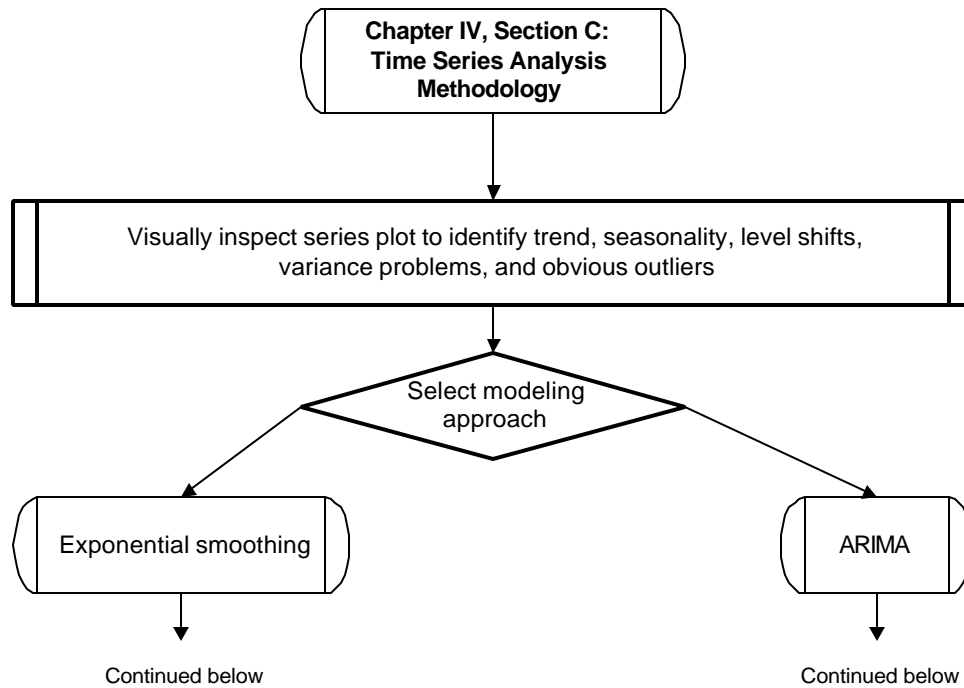 Chapter IV, Section C:
Time Series Analysis
Methodology
Visually inspect series plot to identify trend, seasonality, level shifts,
variance problems, and obvious outliers
Select modeling
approach
Exponential smoothing
ARIMA
Continued below
Continued below